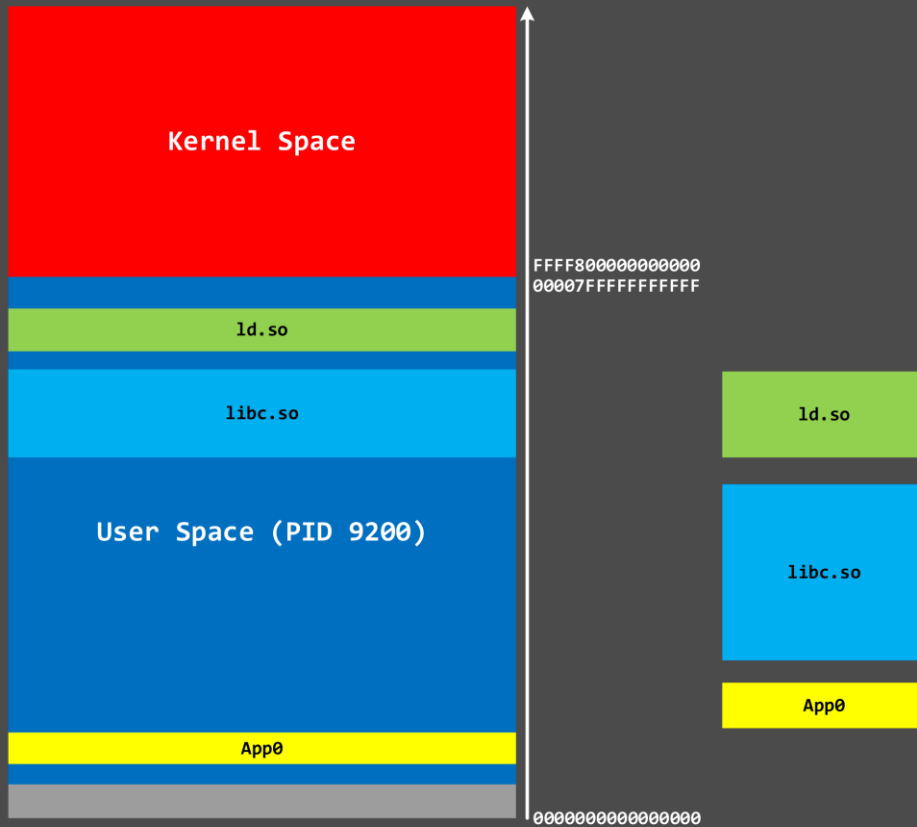 Kernel Space
FFFF800000000000
00007FFFFFFFFFFF
ld.so
libc.so
User Space (PID 9200)
App0
0000000000000000
ld.so
libc.so
App0